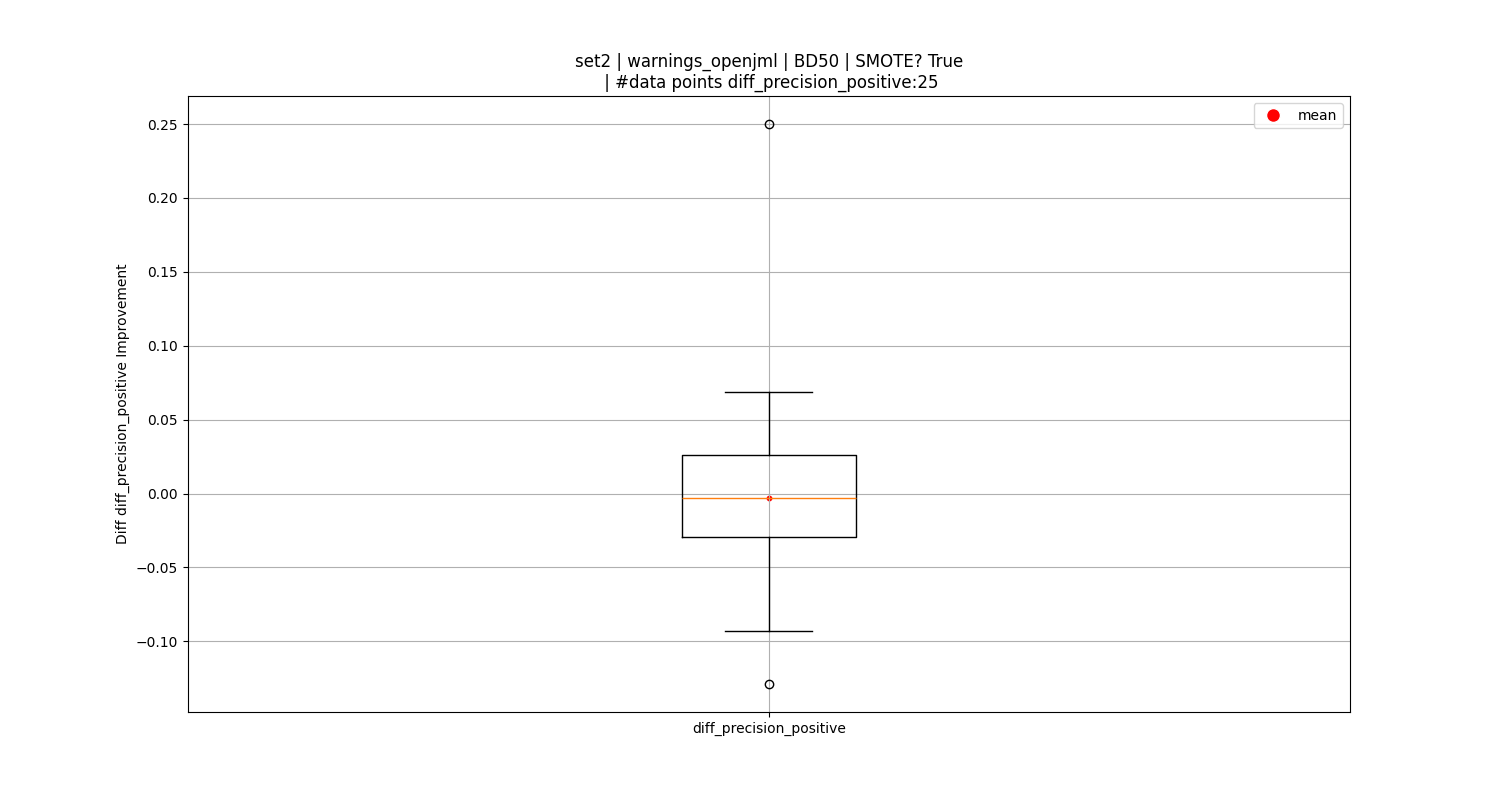 set2 | warnings_openjml | BD50 | SMOTE? True
| #data points diff_precision_positive:25
mean
0.25
0.20
0.15
0.10
0.05
0.00
−0.05
−0.10
Diff diff_precision_positive Improvement
diff_precision_positive